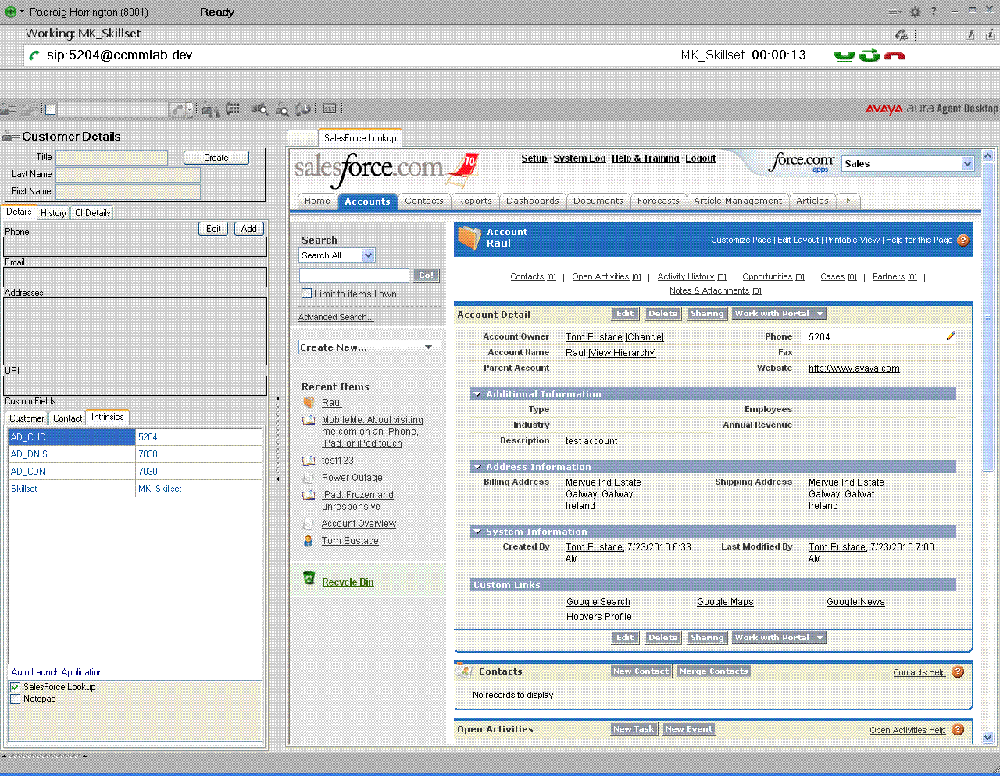 Padraig Harrington (8001) Ready
Working: MK_Skillset
sip:5204@ccmmlab.dev MK_Skillset 00:00:13
AVAYA aura Agent Desktop
Customer Details
Title Create
Last Name
First Name
Details History CI Details
Edit Add
Phone
Email
Addresses
URI
Custom Fields
Customer Contact Intrinsics
AD_CLID 5204
AD_DNIS 7030
AD_CDN 7030
Skillset MK_Skillset
Auto Launch Application
SalesForce Lookup
Notepad
SalesForce Lookup
salesforce.com 10
Setup · System Log · Help & Training · Logout
force.com apps
Sales
Home Accounts Contacts Reports Dashboards Documents Forecasts Article Management Articles
Search
Search All
Go!
Limit to items I own
Advanced Search...
Create New...
Recent Items
Raul
MobileMe: About visiting
me.com on an iPhone,
iPad, or iPod touch
test123
Power Outage
iPad: Frozen and
unresponsive
Account Overview
Tom Eustace
Recycle Bin
Account
Raul
Customize Page | Edit Layout | Printable View | Help for this Page ?
Contacts [0] | Open Activities [0] | Activity History [0] | Opportunities [0] | Cases [0] | Partners [0] |
Notes & Attachments [0]
Account Detail Edit Delete Sharing Work with Portal
Account Owner Tom Eustace [Change] Phone 5204
Account Name Raul [View Hierarchy] Fax
Parent Account Website http://www.avaya.com
Additional Information
Type Employees
Industry Annual Revenue
Description test account
Address Information
Billing Address Mervue Ind Estate Shipping Address Mervue Ind Estate
Galway, Galway Galway, Galwat
Ireland Ireland
System Information
Created By Tom Eustace, 7/23/2010 6:33 Last Modified By Tom Eustace, 7/23/2010 7:00
AM AM
Custom Links
Google Search Google Maps Google News
Hoovers Profile
Edit Delete Sharing Work with Portal
Contacts New Contact Merge Contacts Contacts Help ?
No records to display
Open Activities New Task New Event Open Activities Help ?